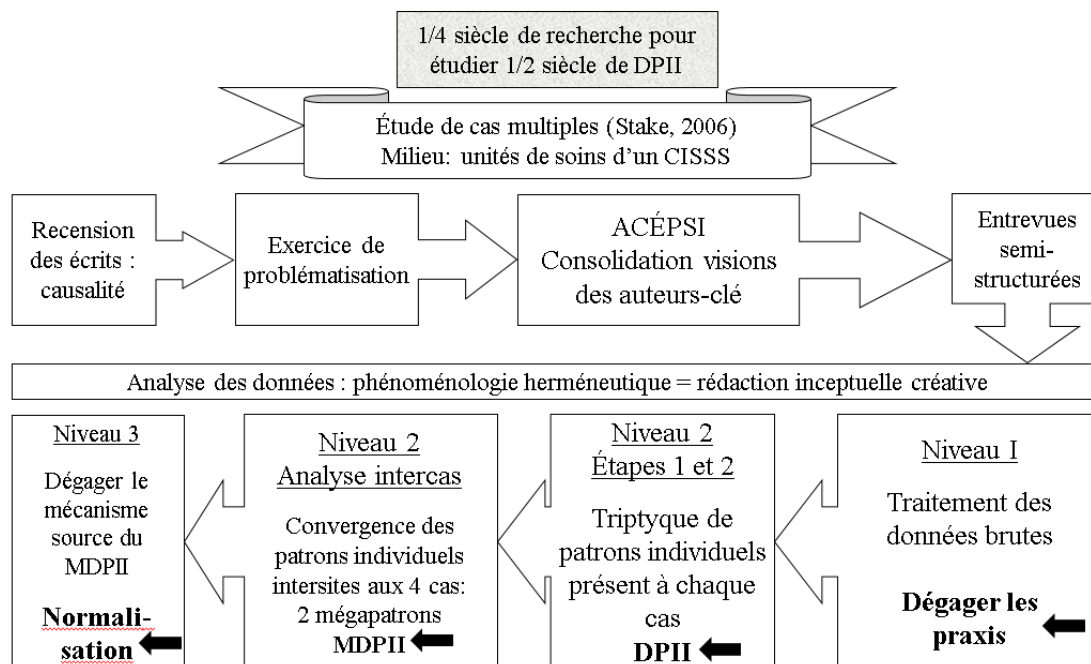 1/4 siècle de recherche pour
étudier 1/2 siècle de DPII
Étude de cas multiples (Stake, 2006)
Milieu: unités de soins d'un CISSS
Recension
des écrits :
causalité
Exercice de
problématisation
ACÉPSI
Consolidation visions
des auteurs-clé
Entrevues
semi-
structurées
Analyse des données : phénoménologie herméneutique = rédaction inceptuelle créative
Niveau 3
Dégager le
mécanisme
source du
MDPII
Normali-
sation
Niveau 2
Analyse intercas
Convergence des
patrons individuels
intersites aux 4 cas:
2 mégapatrons
MDPII
Niveau 2
Étapes 1 et 2
Triptyque de
patrons individuels
présent à chaque
cas
DPII
Niveau I
Traitement des
données brutes
Dégager les
praxis